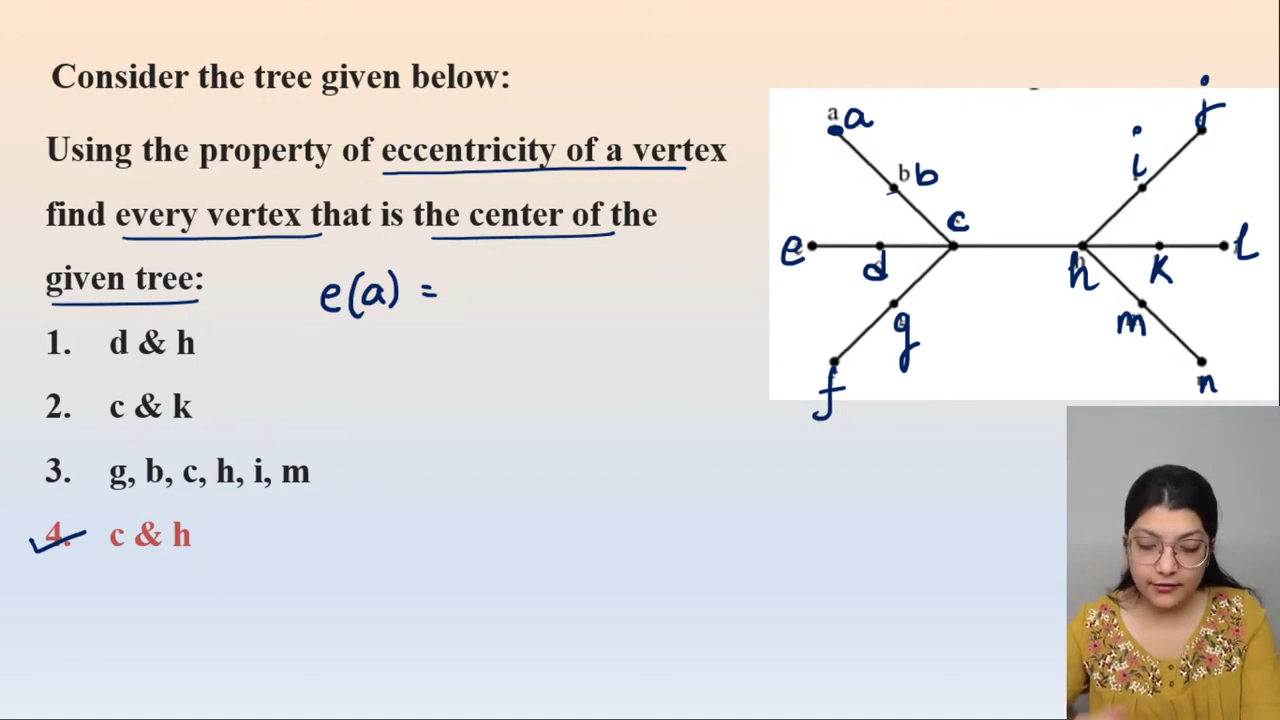 Consider the tree given below:
Using the property of eccentricity of a vertex
find every vertex that is the center of the
given tree:
e(a) =
1. d & h
2. c & k
3. g, b, c, h, i, m
4. c & h
j
a a
i
b b
c
e
d
h
k
l
g
m
f
n